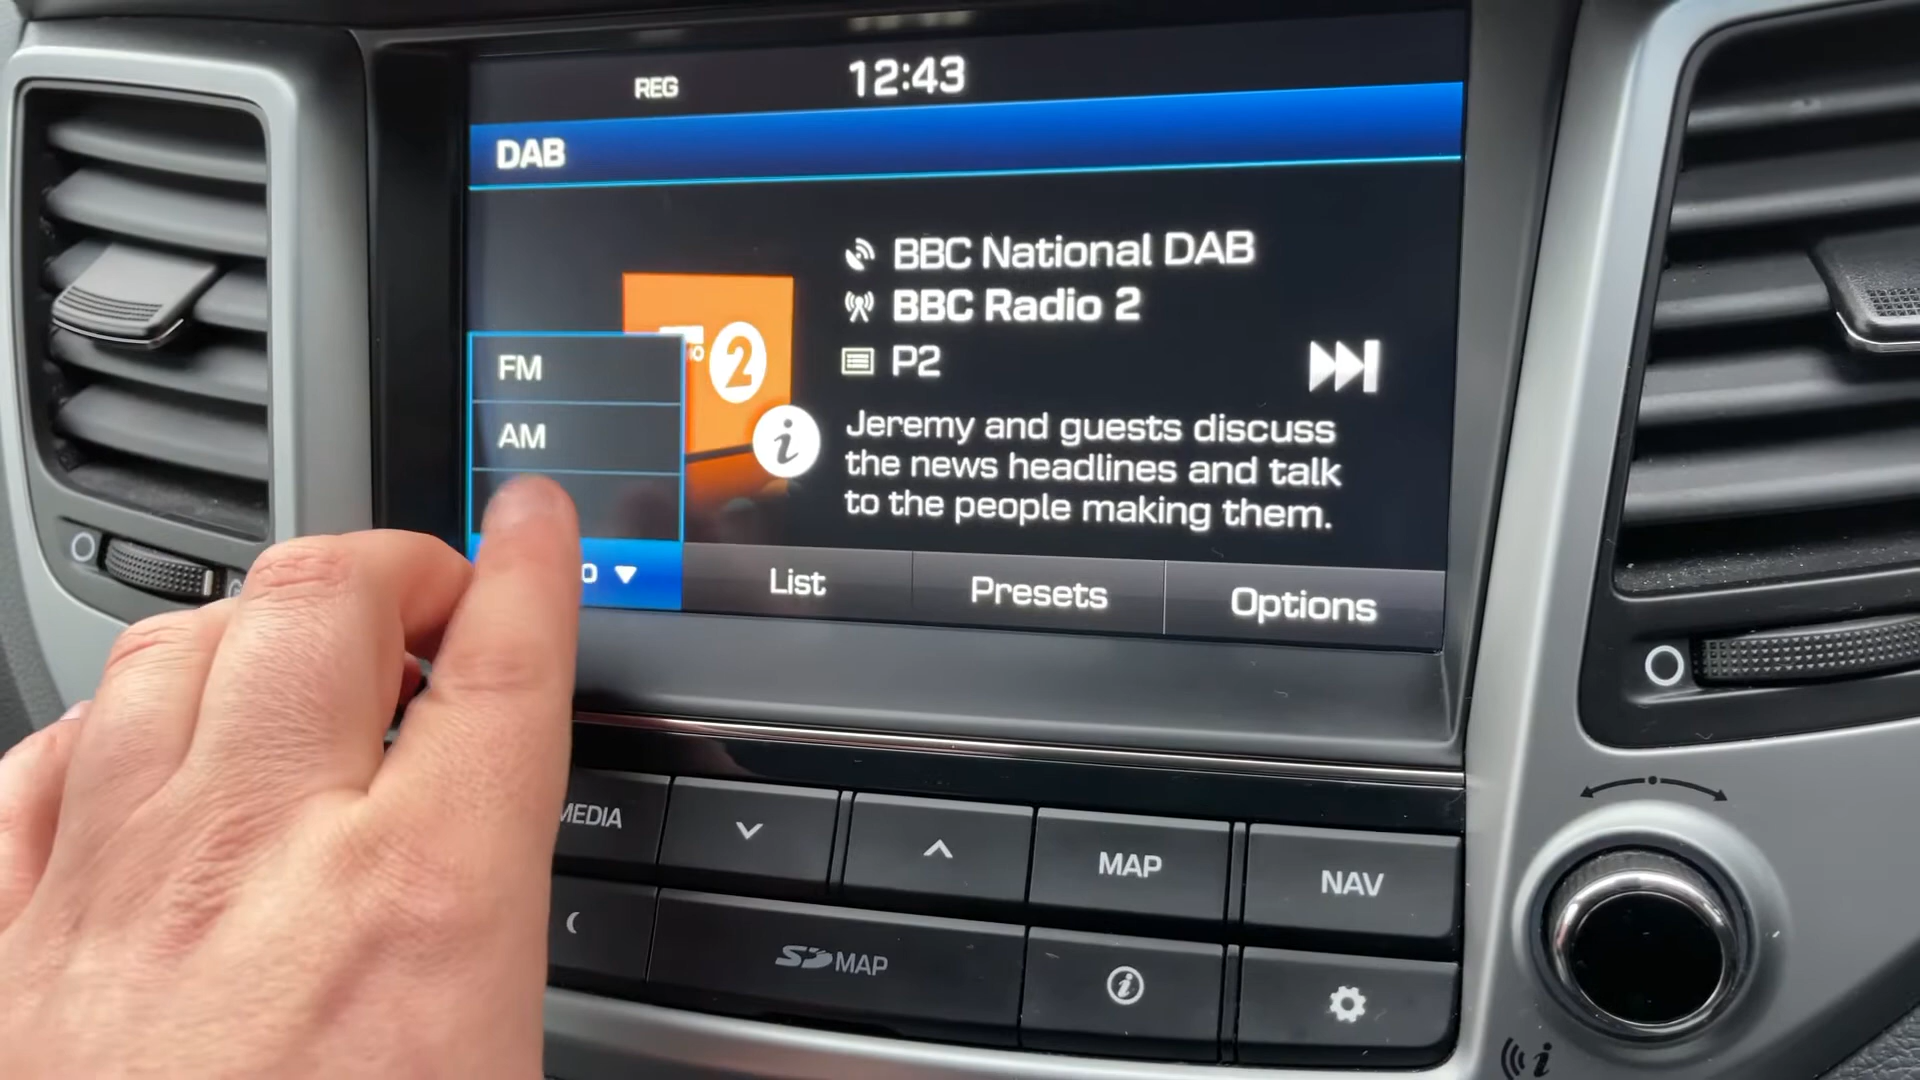 REG
12:43
DAB
BBC National DAB
BBC Radio 2
P2
Jeremy and guests discuss
the news headlines and talk
to the people making them.
2
i
FM
AM
List
Presets
Options
MEDIA
MAP
NAV
SD MAP
i
i